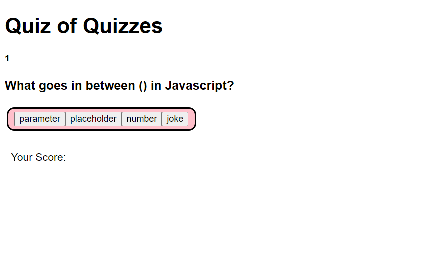 Quiz of Quizzes
1
What goes in between () in Javascript?
parameter placeholder number joke
Your Score: